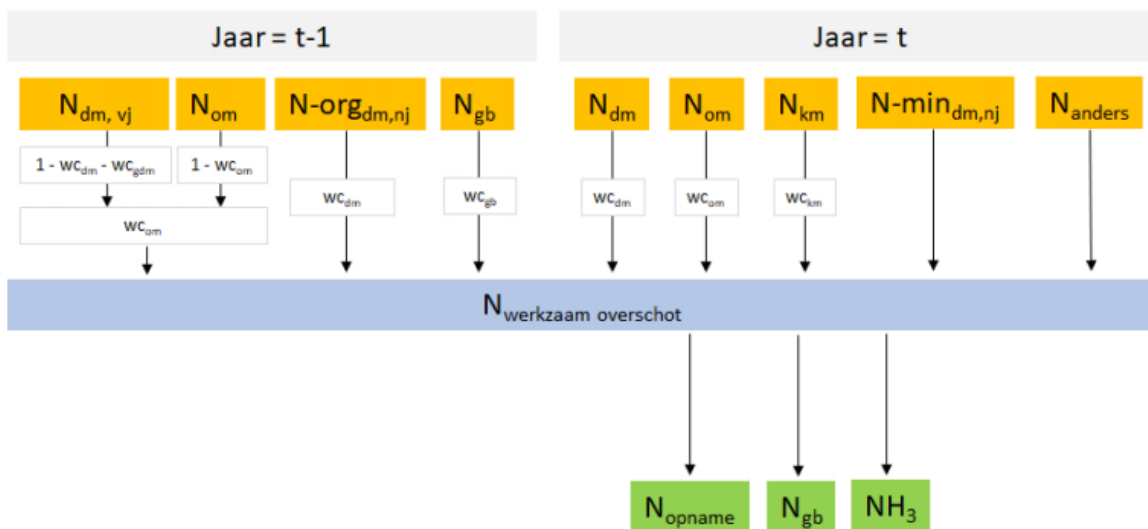 Jaar = t-1
Jaar = t
N dm, vj
N om
N-org dm,nj
N gb
N dm
N om
N km
N-min dm,nj
N anders
1 - wc dm - wc gdm
1 - wc om
wc dm
wc gb
wc dm
wc om
wc km
wc om
N werkzaam overschot
N opname
N gb
NH3